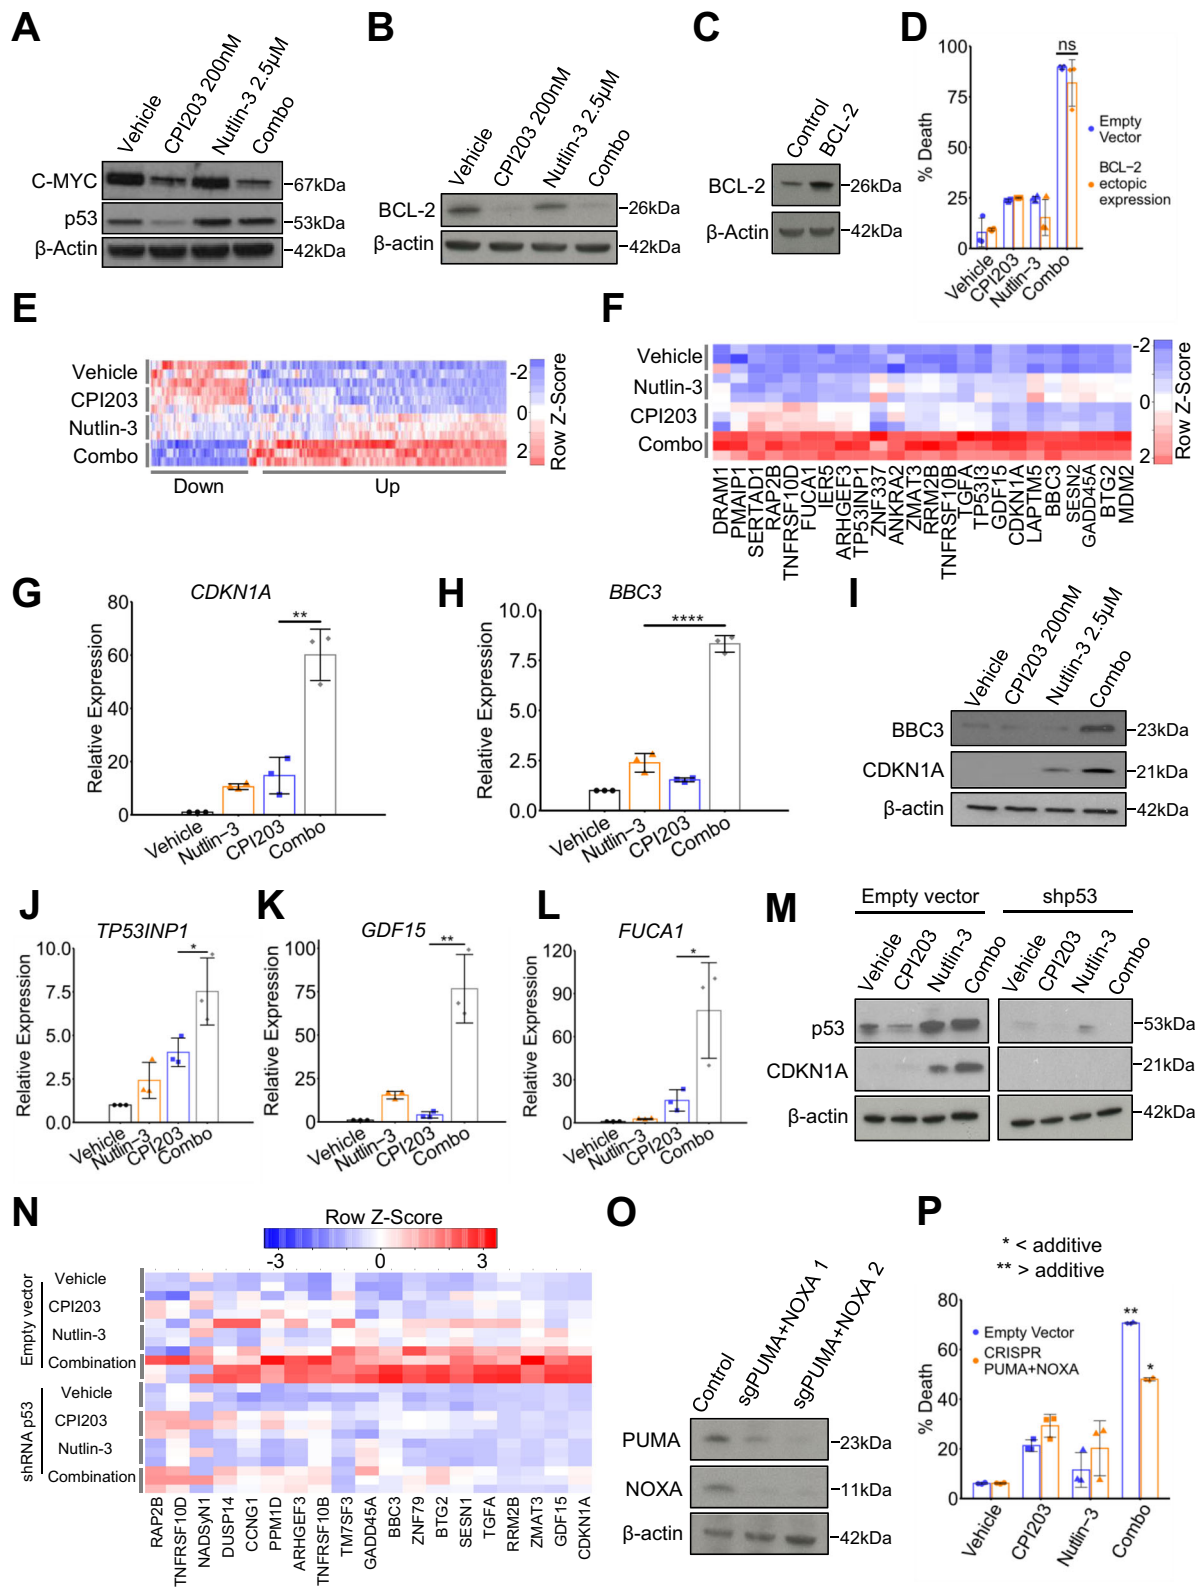 A
Vehicle
CPI203 200nM
Nutlin-3 2.5µM
Combo
C-MYC
67kDa
p53
53kDa
β-Actin
42kDa
B
Vehicle
CPI203 200nM
Nutlin-3 2.5µM
Combo
BCL-2
26kDa
β-actin
42kDa
C
Control
BCL-2
BCL-2
26kDa
β-Actin
42kDa
D
% Death
100
75
50
25
0
ns
Vehicle
CPI203
Nutlin-3
Combo
Empty
Vector
BCL-2
ectopic
expression
E
Vehicle
CPI203
Nutlin-3
Combo
Down
Up
-2
0
2
Row Z-Score
F
Vehicle
Nutlin-3
CPI203
Combo
-2
0
2
Row Z-Score
DRAM1
PMAIP1
SERTAD1
RAP2B
TNFRSF10D
FUCA1
IER5
ARHGEF3
TP53INP1
ZNF337
ANKRA2
ZMAT3
RRM2B
TNFRSF10B
TGFA
TP53I3
GDF15
CDKN1A
LAPTM5
BBC3
SESN2
GADD45A
BTG2
MDM2
G
CDKN1A
Relative Expression
80
60
40
20
0
**
Vehicle
Nutlin-3
CPI203
Combo
H
BBC3
Relative Expression
10.0
7.5
5.0
2.5
0.0
****
Vehicle
Nutlin-3
CPI203
Combo
I
Vehicle
CPI203 200nM
Nutlin-3 2.5µM
Combo
BBC3
23kDa
CDKN1A
21kDa
β-actin
42kDa
J
TP53INP1
Relative Expression
10.0
7.5
5.0
2.5
0.0
*
Vehicle
Nutlin-3
CPI203
Combo
K
GDF15
Relative Expression
100
75
50
25
0
**
Vehicle
Nutlin-3
CPI203
Combo
L
FUCA1
Relative Expression
120
90
60
30
0
*
Vehicle
Nutlin-3
CPI203
Combo
M
Empty vector
shp53
Vehicle
CPI203
Nutlin-3
Combo
Vehicle
CPI203
Nutlin-3
Combo
p53
53kDa
CDKN1A
21kDa
β-actin
42kDa
N
Row Z-Score
-3
0
3
Empty vector
Vehicle
CPI203
Nutlin-3
Combination
shRNA p53
Vehicle
CPI203
Nutlin-3
Combination
RAP2B
TNFRSF10D
NADSyN1
DUSP14
CCNG1
PPM1D
ARHGEF3
TNFRSF10B
TM7SF3
GADD45A
BBC3
ZNF79
BTG2
SESN1
TGFA
RRM2B
ZMAT3
GDF15
CDKN1A
O
Control
sgPUMA+NOXA 1
sgPUMA+NOXA 2
PUMA
23kDa
NOXA
11kDa
β-actin
42kDa
P
* < additive
** > additive
% Death
80
60
40
20
0
Empty Vector
CRISPR
PUMA+NOXA
**
*
Vehicle
CPI203
Nutlin-3
Combo